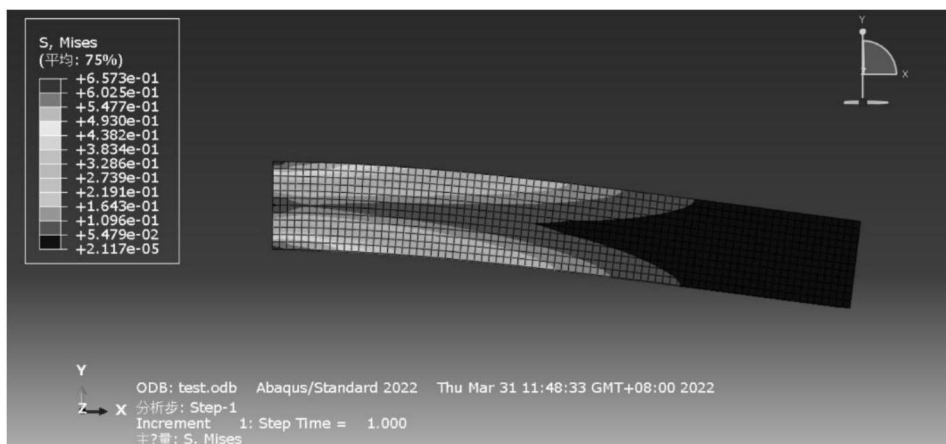 S, Mises
(平均: 75%)
+6.573e-01
+6.025e-01
+5.477e-01
+4.930e-01
+4.382e-01
+3.834e-01
+3.286e-01
+2.739e-01
+2.191e-01
+1.643e-01
+1.096e-01
+5.479e-02
+2.117e-05
Y
X
Y
Z X
ODB: test.odb Abaqus/Standard 2022 Thu Mar 31 11:48:33 GMT+08:00 2022
分析步: Step-1
Increment 1: Step Time = 1.000
主?量: S, Mises